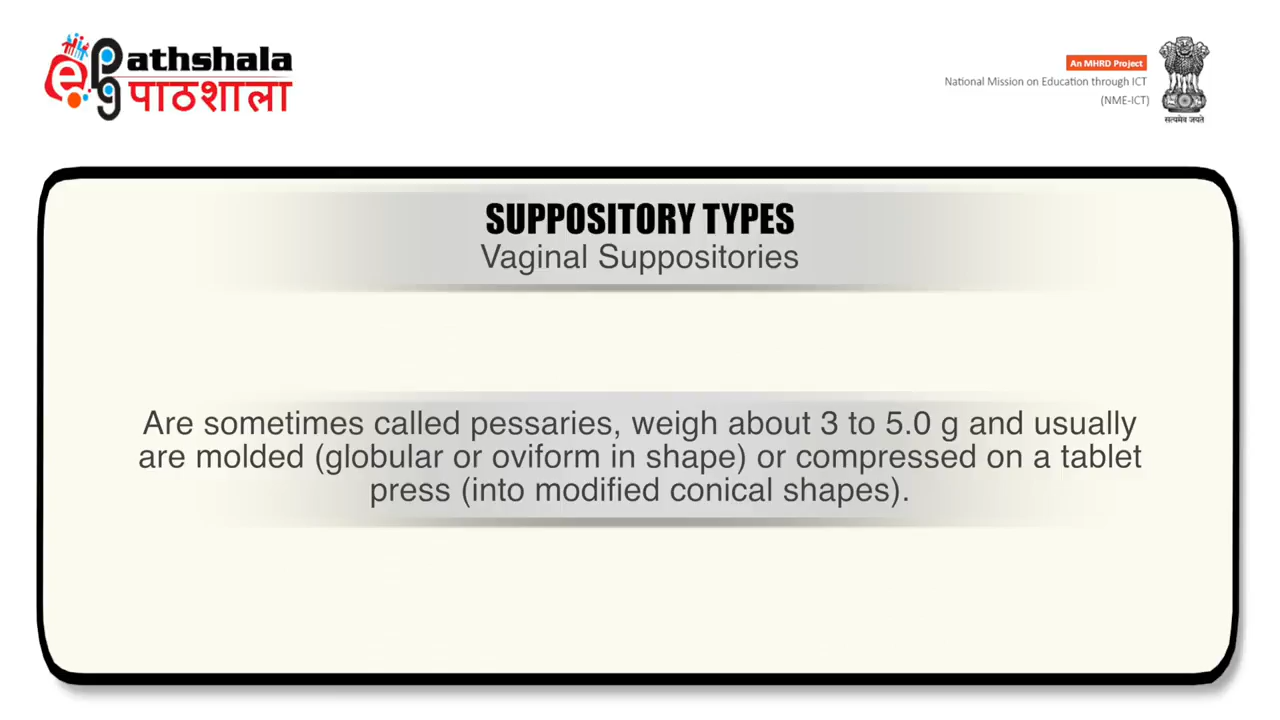 ePathshala
pg पाठशाला
An MHRD Project
National Mission on Education through ICT
(NME-ICT)
सत्यमेव जयते
SUPPOSITORY TYPES
Vaginal Suppositories
Are sometimes called pessaries, weigh about 3 to 5.0 g and usually
are molded (globular or oviform in shape) or compressed on a tablet
press (into modified conical shapes).